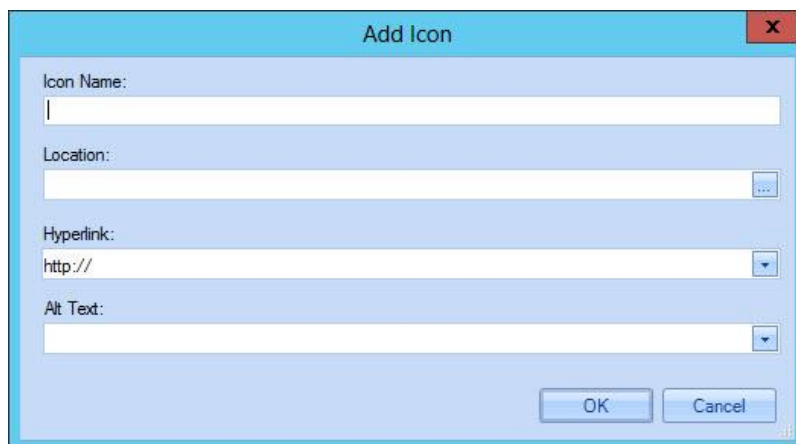 Add Icon
x
Icon Name:
Location:
...
Hyperlink:
http://
Alt Text:
OK
Cancel